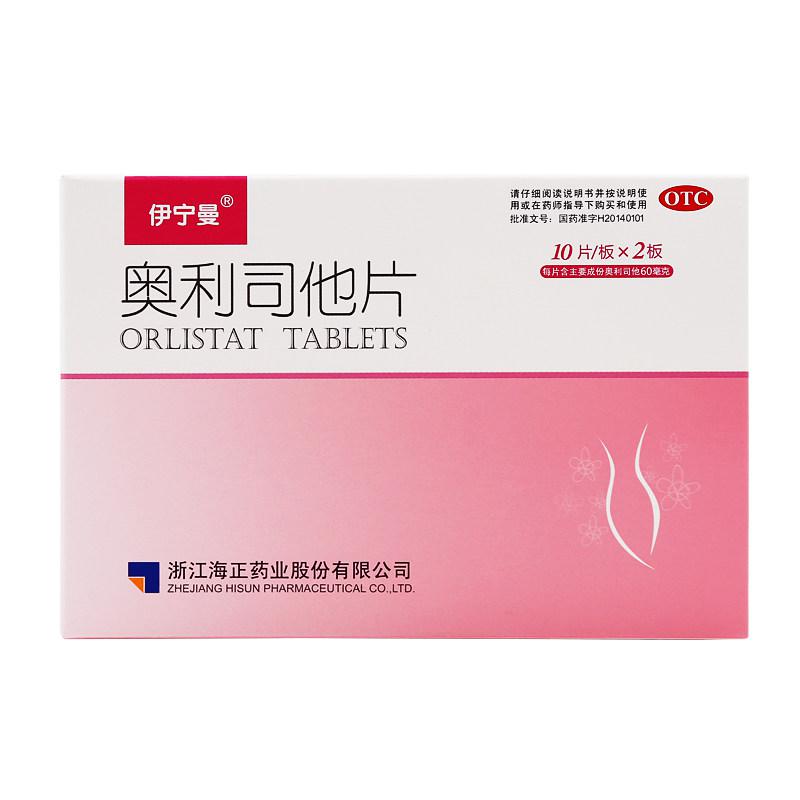 伊宁曼®
请仔细阅读说明书并按说明使
用或在药师指导下购买和使用
批准文号：国药准字H20140101
OTC
10片/板×2板
每片含主要成份奥利司他60毫克
奥利司他片
ORLISTAT TABLETS
浙江海正药业股份有限公司
ZHEJIANG HISUN PHARMACEUTICAL CO.,LTD.